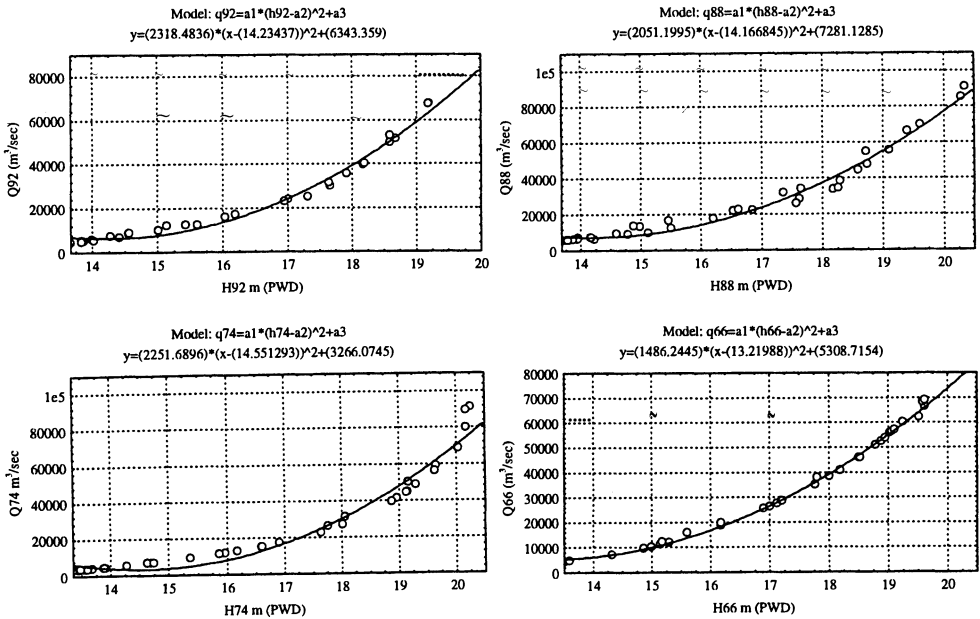 Model: q92=a1*(h92-a2)^2+a3
y=(2318.4836)*(x-(14.23437))^2+(6343.359)
80000
60000
40000
20000
0
Q92 (m³/sec)
14 15 16 17 18 19 20
H92 m (PWD)
Model: q88=a1*(h88-a2)^2+a3
y=(2051.1995)*(x-(14.166845))^2+(7281.1285)
1e5
80000
60000
40000
20000
0
Q88 (m³/sec)
14 15 16 17 18 19 20
H88 m (PWD)
Model: q74=a1*(h74-a2)^2+a3
y=(2251.6896)*(x-(14.551293))^2+(3266.0745)
1e5
80000
60000
40000
20000
0
Q74 m³/sec
14 15 16 17 18 19 20
H74 m (PWD)
Model: q66=a1*(h66-a2)^2+a3
y=(1486.2445)*(x-(13.21988))^2+(5308.7154)
80000
70000
60000
50000
40000
30000
20000
10000
0
Q66 (m³/sec)
14 15 16 17 18 19 20
H66 m (PWD)